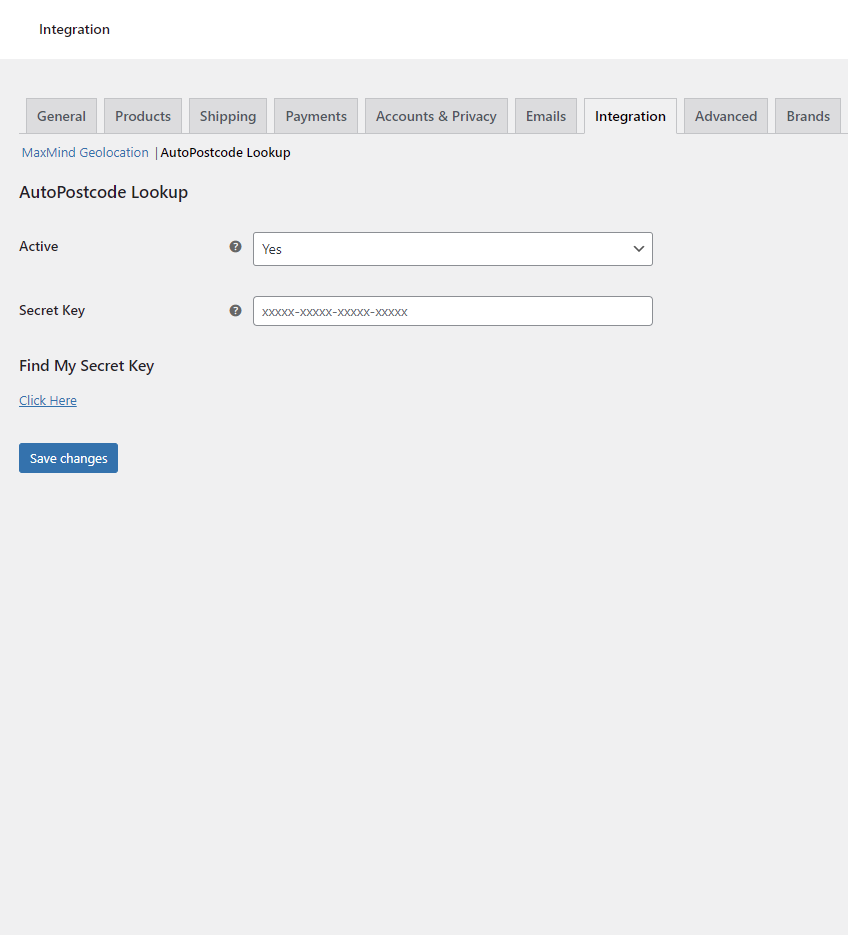 Integration
General Products Shipping Payments Accounts & Privacy Emails Integration Advanced Brands
MaxMind Geolocation | AutoPostcode Lookup
AutoPostcode Lookup
Active ? Yes
Secret Key ? xxxxx-xxxxx-xxxxx-xxxxx
Find My Secret Key
Click Here
Save changes